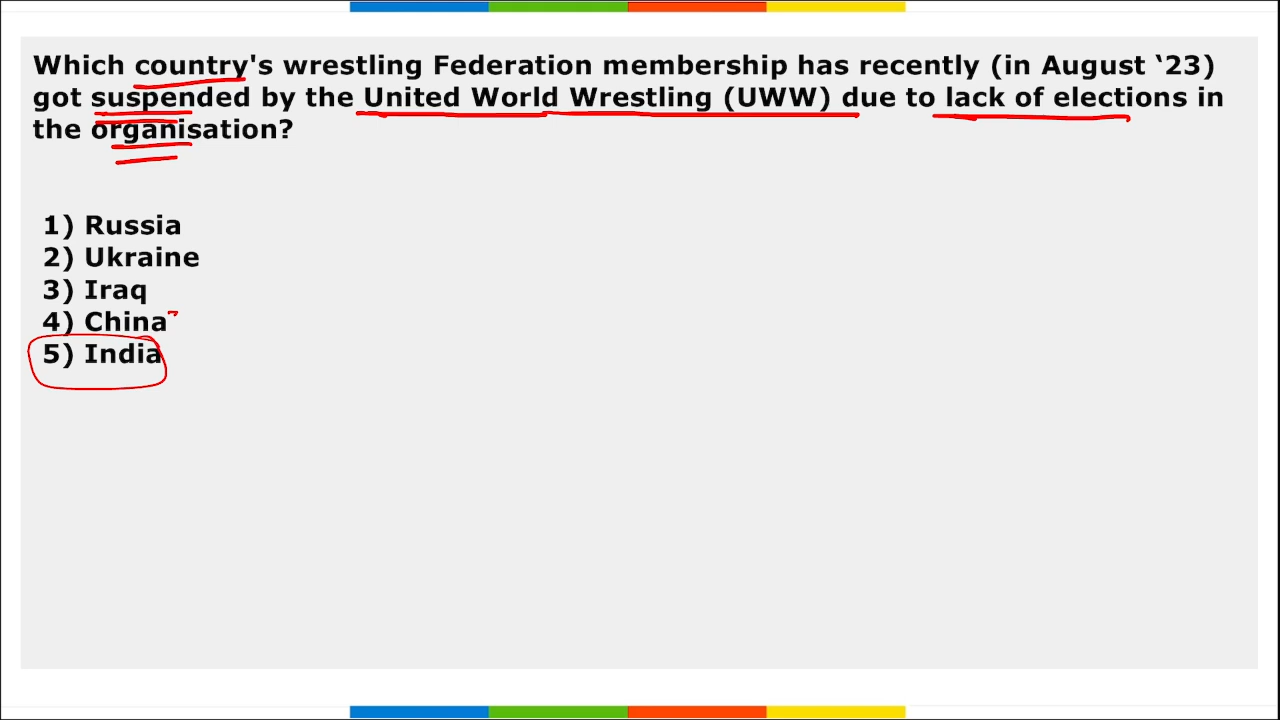 Which country's wrestling Federation membership has recently (in August ‘23)
got suspended by the United World Wrestling (UWW) due to lack of elections in
the organisation?
1) Russia
2) Ukraine
3) Iraq
4) China
5) India